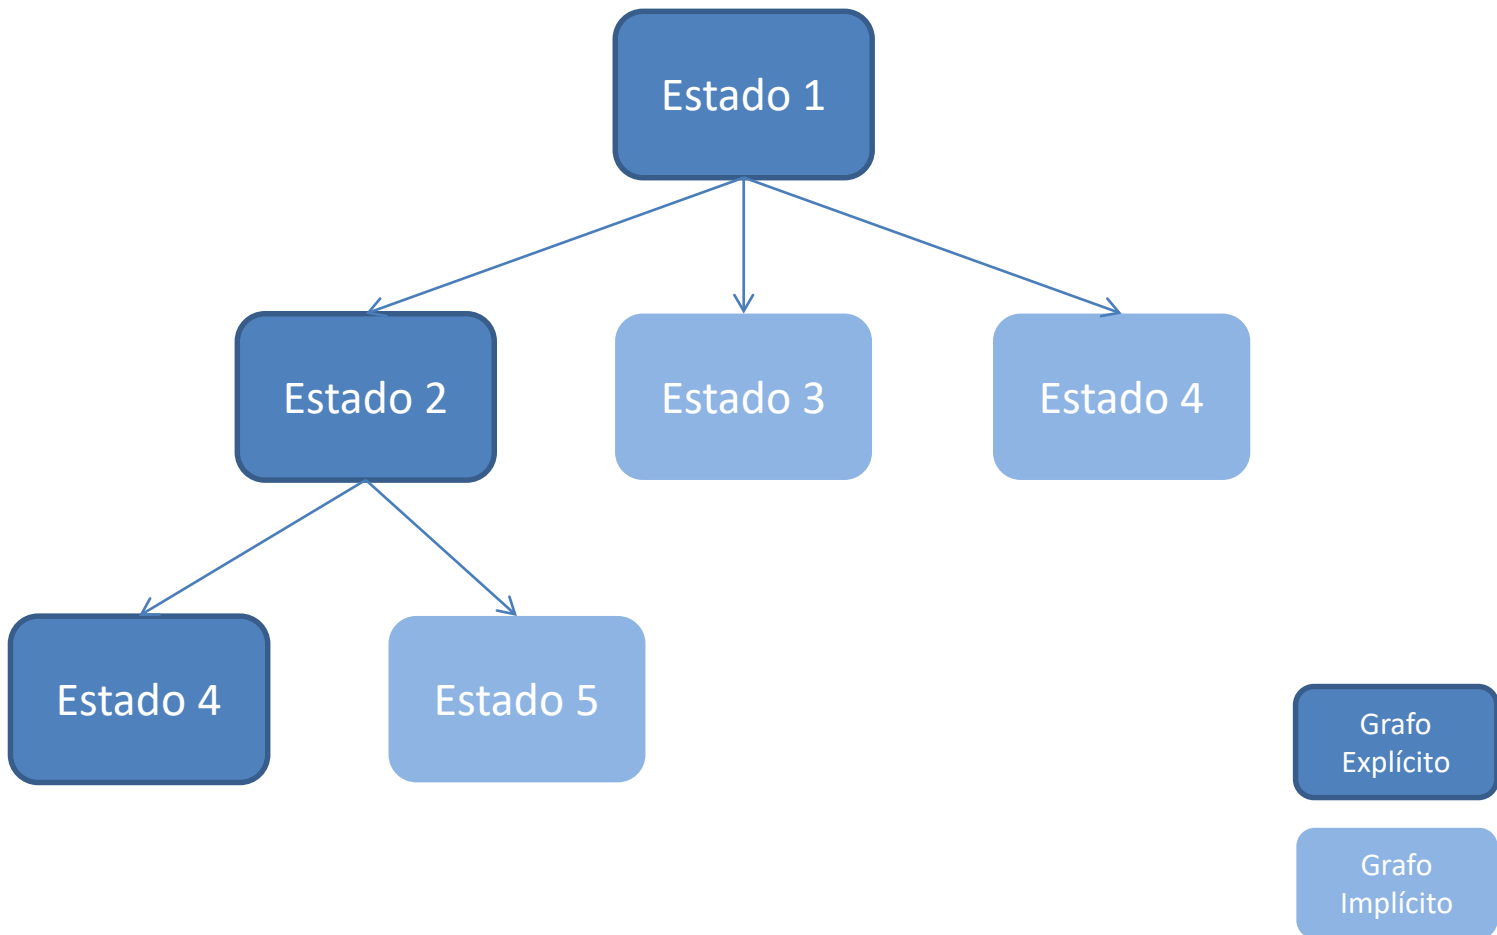 Estado 1
Estado 2
Estado 3
Estado 4
Estado 4
Estado 5
Grafo
Explícito
Grafo
Implícito